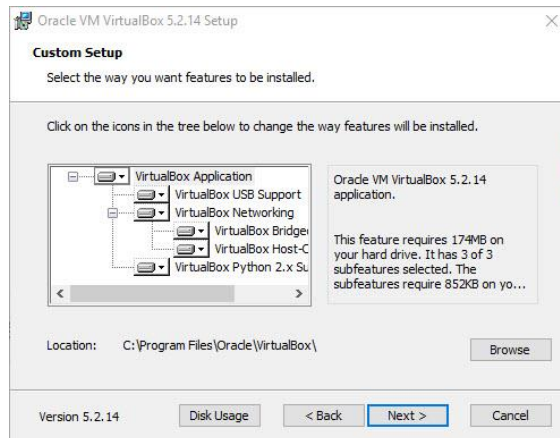 Oracle VM VirtualBox 5.2.14 Setup
Custom Setup
Select the way you want features to be installed.
Click on the icons in the tree below to change the way features will be installed.
VirtualBox Application
VirtualBox USB Support
VirtualBox Networking
VirtualBox Bridge
VirtualBox Host-O
VirtualBox Python 2.x Su
Oracle VM VirtualBox 5.2.14
application.
This feature requires 174MB on
your hard drive. It has 3 of 3
subfeatures selected. The
subfeatures require 852KB on yo...
Location: C:\Program Files\Oracle\VirtualBox\
Browse
Version 5.2.14
Disk Usage
< Back
Next >
Cancel